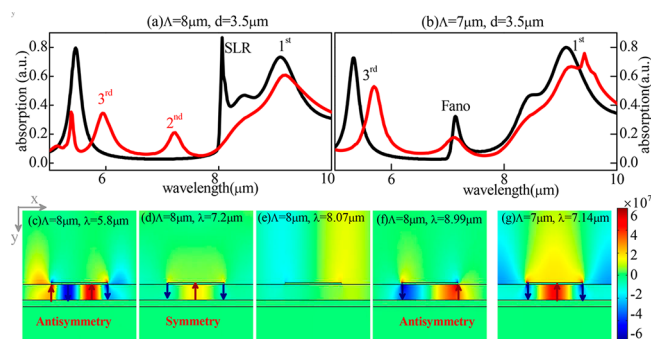 y
(a)Λ=8μm, d=3.5μm
(b)Λ=7μm, d=3.5μm
absorption (a.u.)
0.8
0.6
0.4
0.2
0.0
3rd
2nd
SLR
1st
6
8
10
wavelength(μm)
3rd
Fano
1st
6
8
10
wavelength(μm)
0.8
0.6
0.4
0.2
0.0
absorption(a.u.)
x
y
(c)Λ=8μm, λ=5.8μm
Antisymmetry
(d)Λ=8μm, λ=7.2μm
Symmetry
(e)Λ=8μm, λ=8.07μm
(f)Λ=8μm, λ=8.99μm
Antisymmetry
(g)Λ=7μm, λ=7.14μm
×10⁷
6
4
2
0
-2
-4
-6